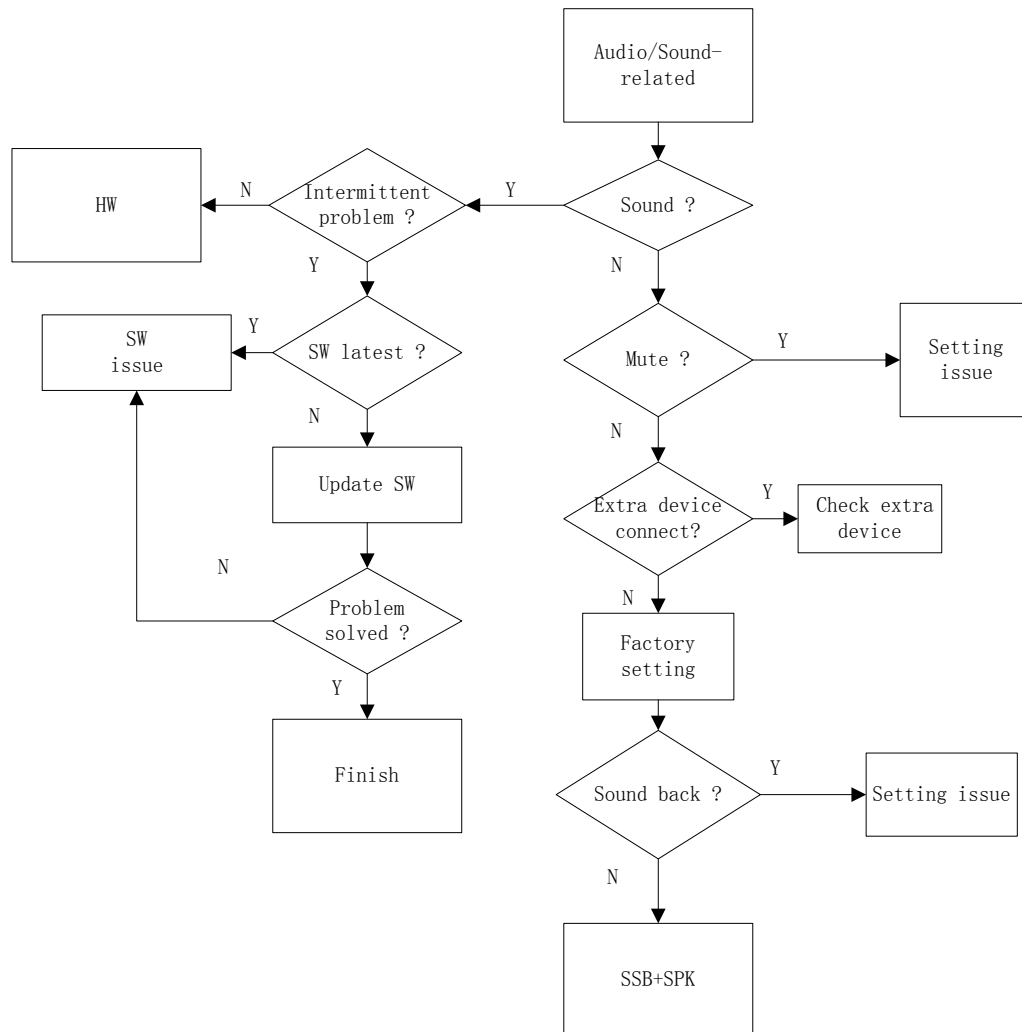 Audio/Sound-
related
HW
N
Intermittent
problem ?
Y
Sound ?
Y
N
SW
issue
Y
SW latest ?
Mute ?
Y
Setting
issue
N
N
Update SW
Extra device
connect?
Y
Check extra
device
N
Problem
solved ?
N
Factory
setting
Y
Finish
Sound back ?
Y
Setting issue
N
SSB+SPK